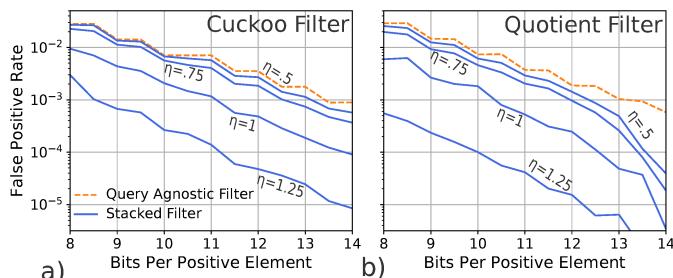 Cuckoo Filter
Quotient Filter
False Positive Rate
10⁻²
10⁻³
10⁻⁴
10⁻⁵
η=.75
η=.5
η=1
η=1.25
Query Agnostic Filter
Stacked Filter
η=.75
η=.5
η=1
η=1.25
8 9 10 11 12 13 14
8 9 10 11 12 13 14
a) Bits Per Positive Element
b) Bits Per Positive Element